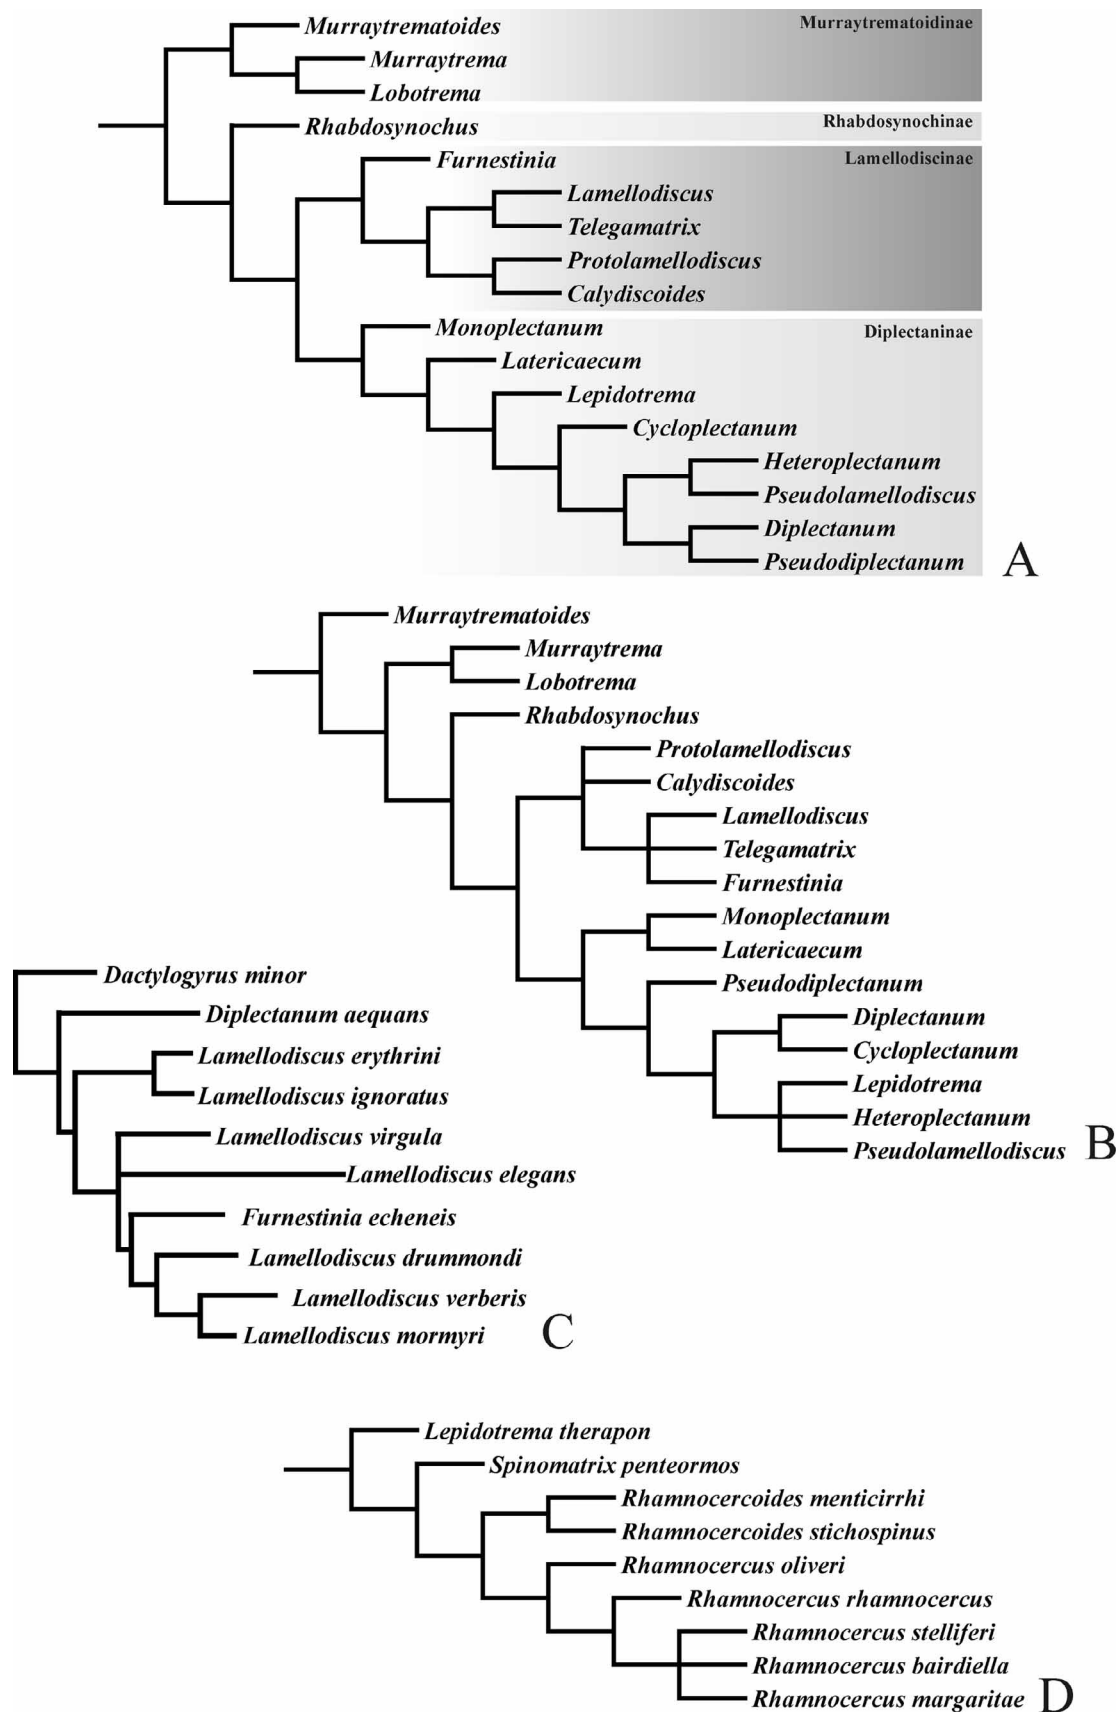 Murraytrematoides
Murraytrematoidinae
Murraytrema
Lobotrema
Rhabdosynochus
Rhabdosynochinae
Furnestinia
Lamellodiscinae
Lamellodiscus
Telegamatrix
Protolamellodiscus
Calydiscoides
Monoplectanum
Diplectaninae
Latericaecum
Lepidotrema
Cycloplectanum
Heteroplectanum
Pseudolamellodiscus
Diplectanum
Pseudodiplectanum
A
Murraytrematoides
Murraytrema
Lobotrema
Rhabdosynochus
Protolamellodiscus
Calydiscoides
Lamellodiscus
Telegamatrix
Furnestinia
Monoplectanum
Latericaecum
Pseudodiplectanum
Diplectanum
Cycloplectanum
Lepidotrema
Heteroplectanum
Pseudolamellodiscus
B
Dactylogyrus minor
Diplectanum aequans
Lamellodiscus erythrini
Lamellodiscus ignoratus
Lamellodiscus virgula
Lamellodiscus elegans
Furnestinia echeneis
Lamellodiscus drummondi
Lamellodiscus verberis
Lamellodiscus mormyri
C
Lepidotrema therapon
Spinomatrix penteormos
Rhamnocercoides menticirrhi
Rhamnocercoides stichospinus
Rhamnocercus oliveri
Rhamnocercus rhamnocercus
Rhamnocercus stelliferi
Rhamnocercus bairdiella
Rhamnocercus margaritae
D